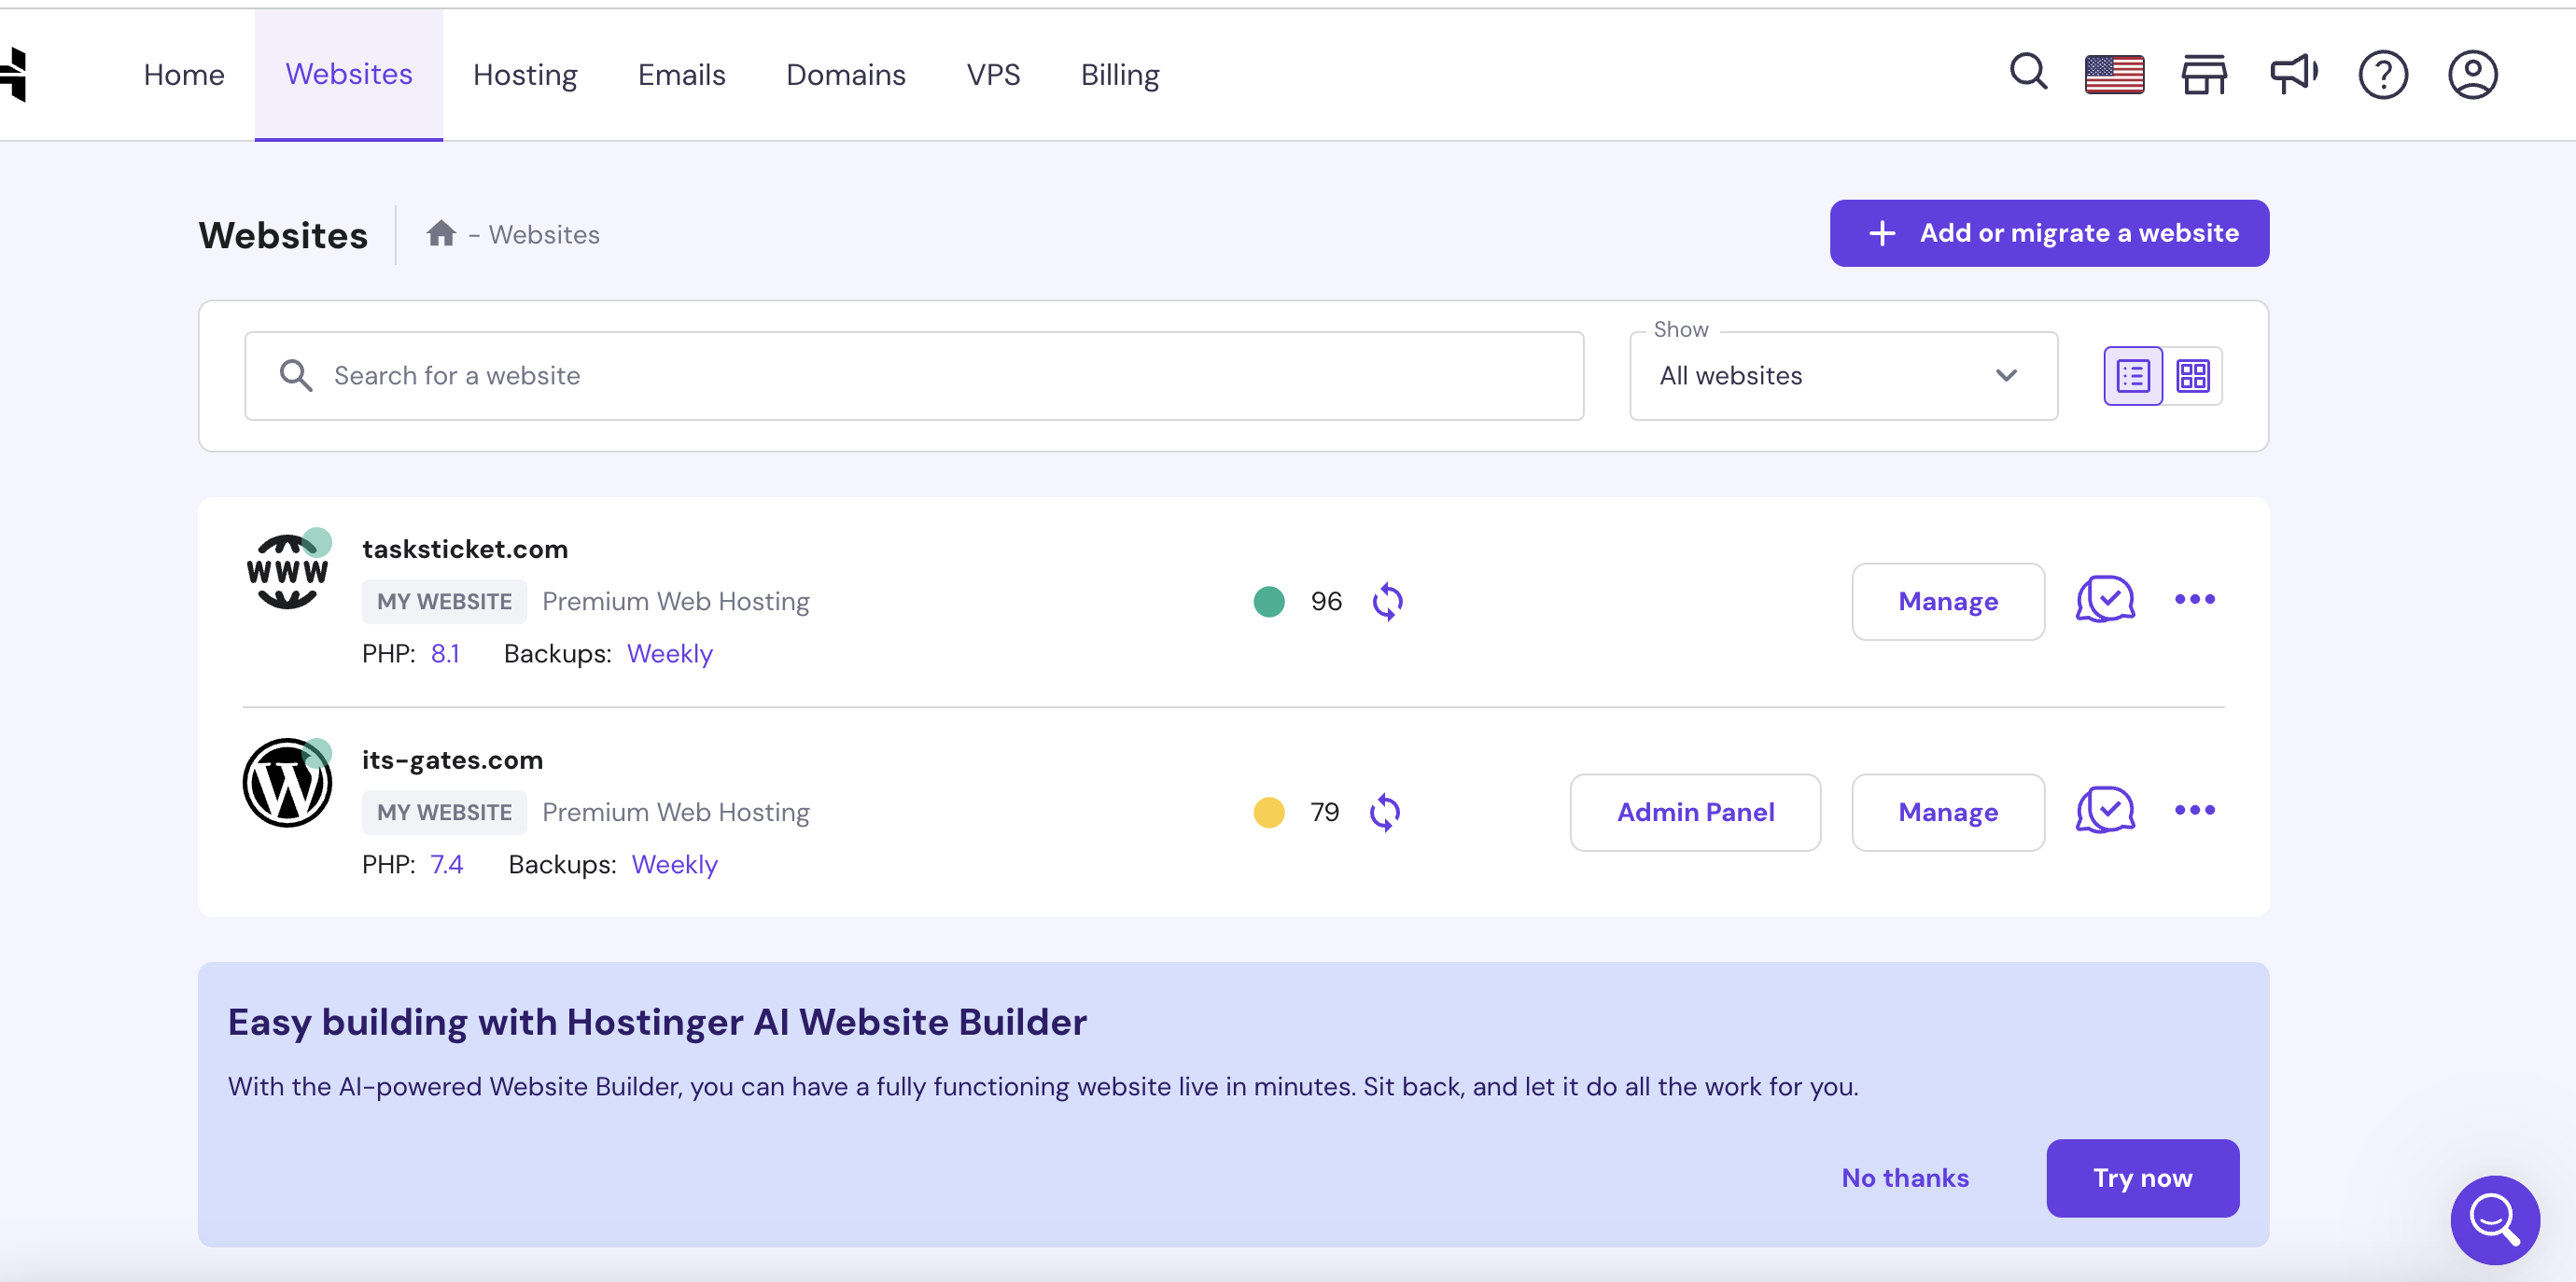 Home Websites Hosting Emails Domains VPS Billing
Websites - Websites
+ Add or migrate a website
Search for a website
Show
All websites
www
tasksticket.com
MY WEBSITE Premium Web Hosting
96
Manage
PHP: 8.1 Backups: Weekly
its-gates.com
MY WEBSITE Premium Web Hosting
79
Admin Panel
Manage
PHP: 7.4 Backups: Weekly
Easy building with Hostinger AI Website Builder
With the AI-powered Website Builder, you can have a fully functioning website live in minutes. Sit back, and let it do all the work for you.
No thanks
Try now